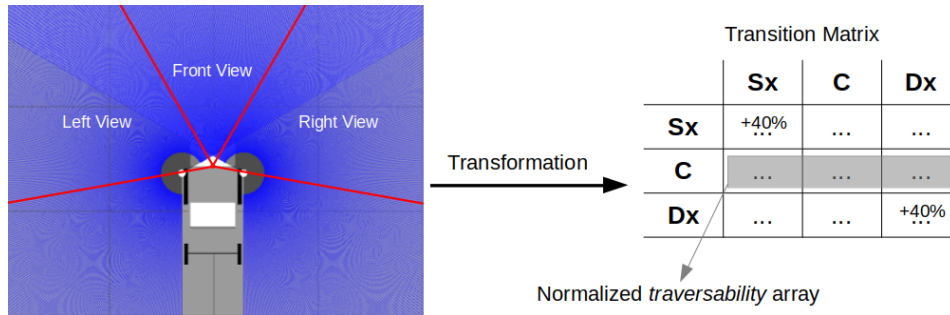 Front View
Left View
Right View
Transformation
Transition Matrix
Sx C Dx
Sx +40% ... ... ...
C ... ... ...
Dx ... ... +40% ...
Normalized traversability array